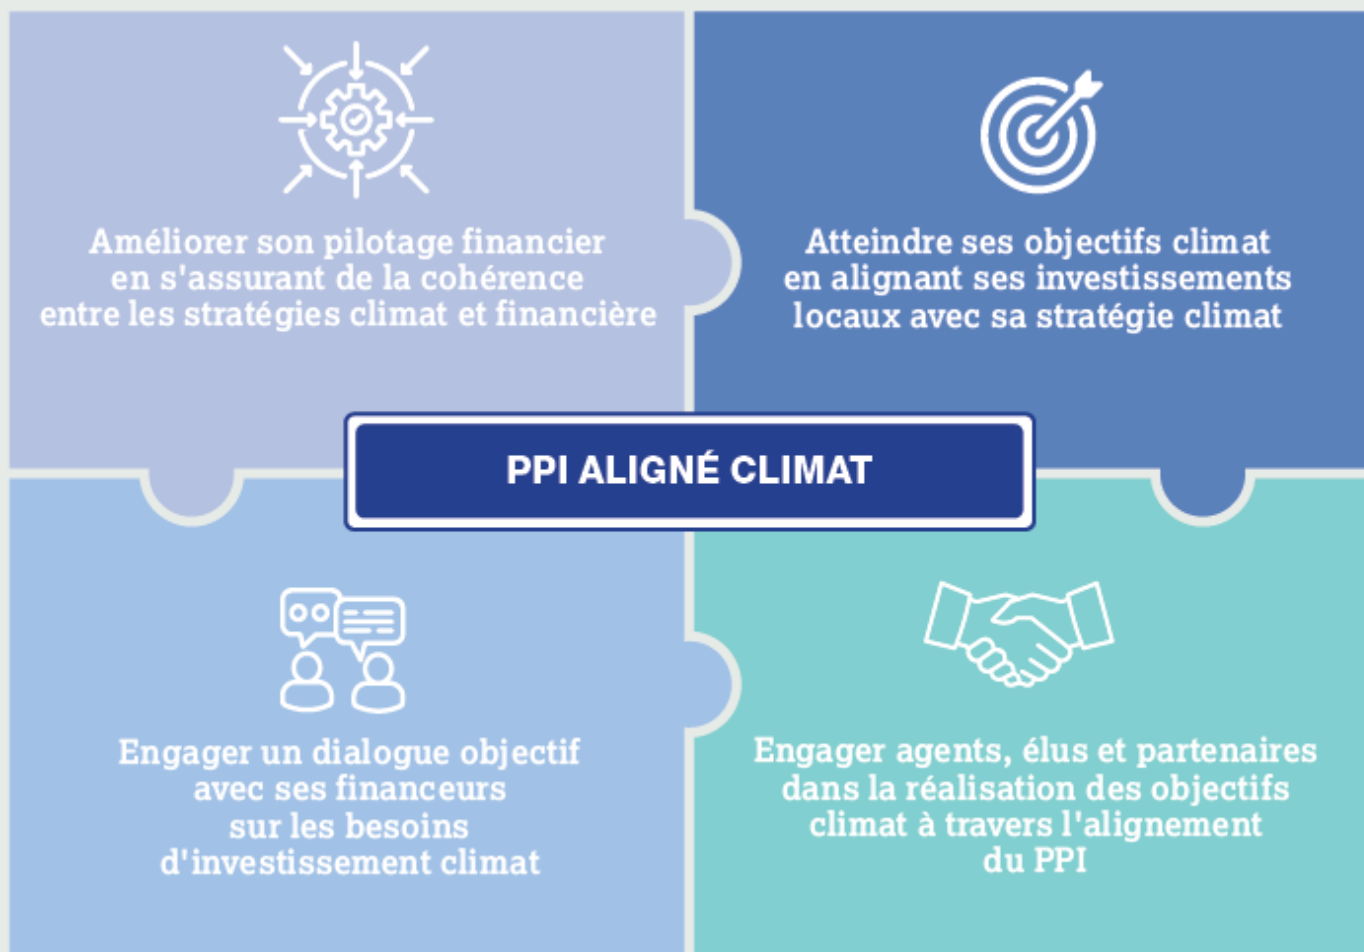 Améliorer son pilotage financier
en s'assurant de la cohérence
entre les stratégies climat et financière
Atteindre ses objectifs climat
en alignant ses investissements
locaux avec sa stratégie climat
PPI ALIGNÉ CLIMAT
Engager un dialogue objectif
avec ses financeurs
sur les besoins
d'investissement climat
Engager agents, élus et partenaires
dans la réalisation des objectifs
climat à travers l'alignement
du PPI